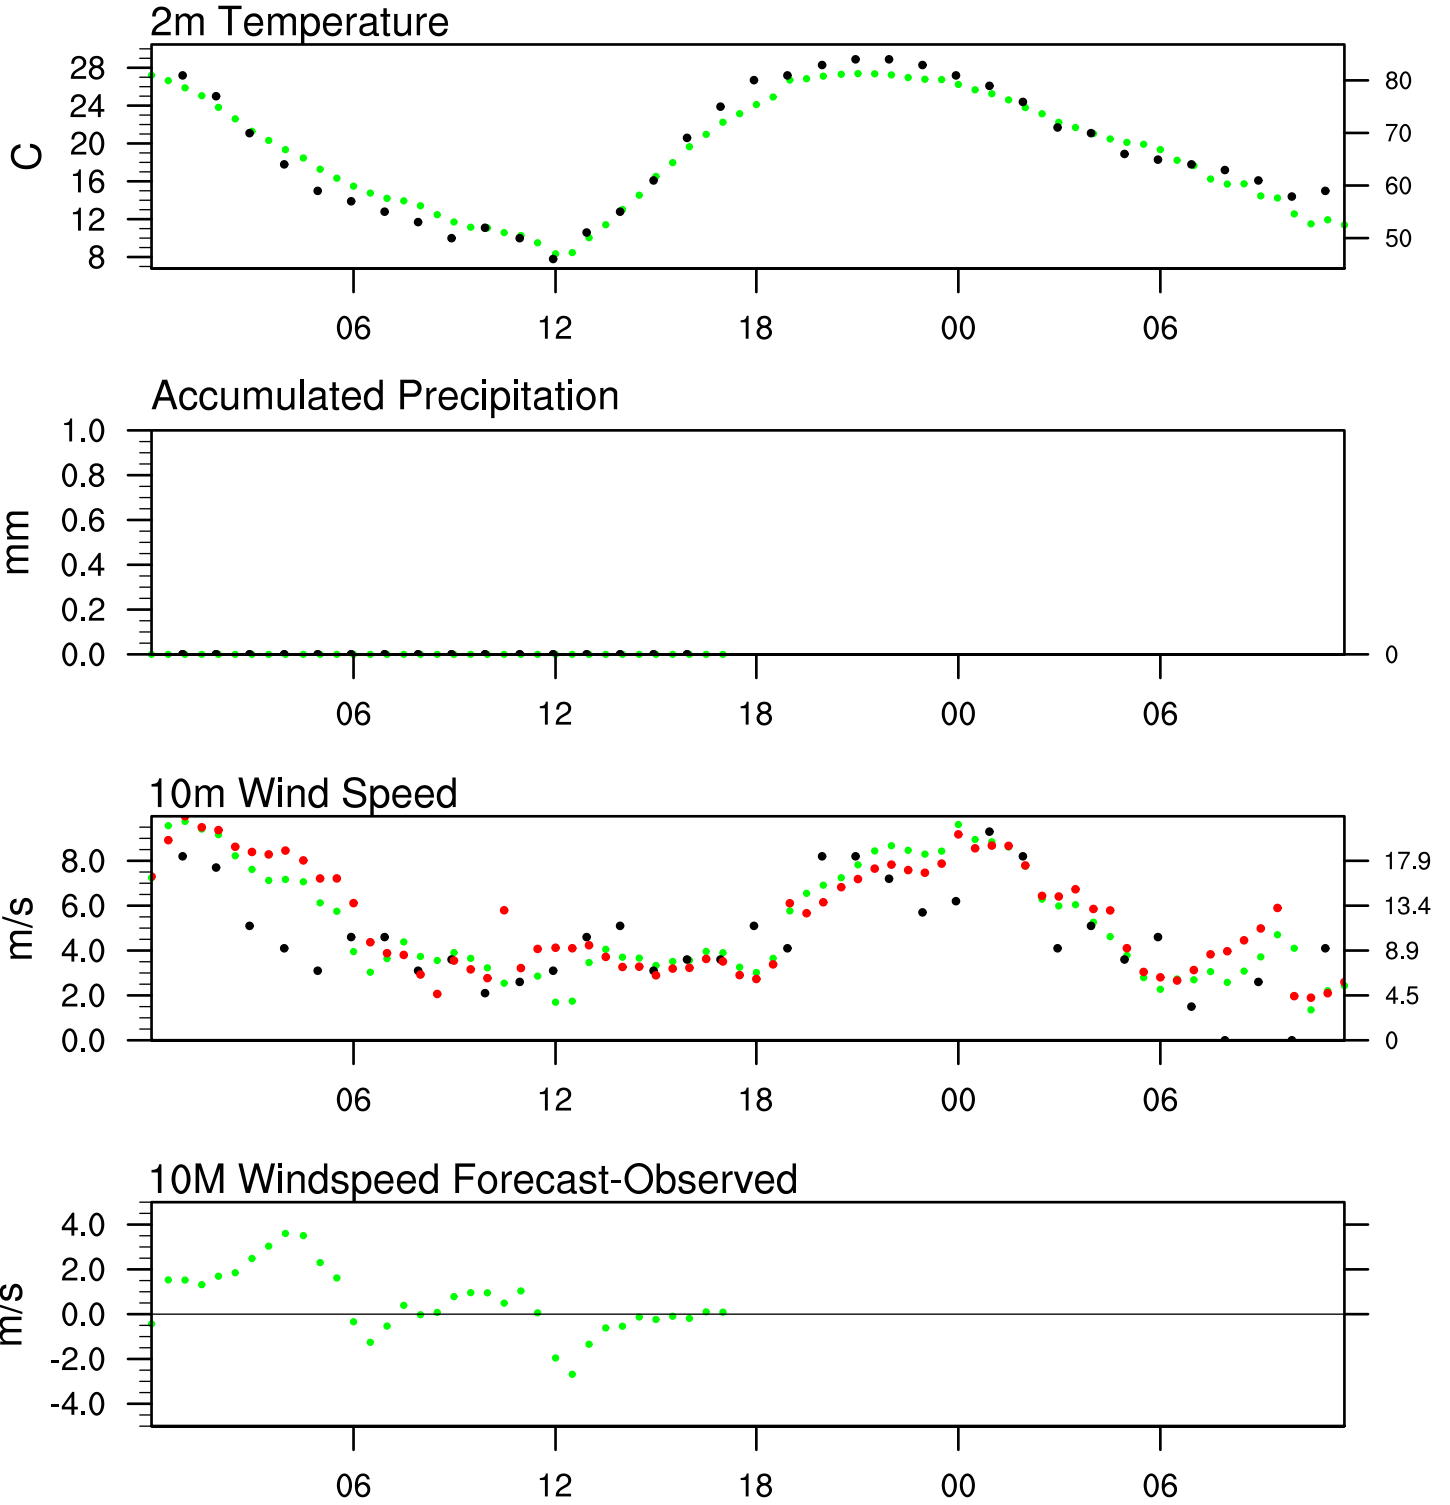 2m Temperature
28
24
20
16
12
8
C
80
70
60
50
06 12 18 00 06
Accumulated Precipitation
1.0
0.8
0.6
0.4
0.2
0.0
mm
0
06 12 18 00 06
10m Wind Speed
8.0
6.0
4.0
2.0
0.0
m/s
17.9
13.4
8.9
4.5
0
06 12 18 00 06
10M Windspeed Forecast-Observed
4.0
2.0
0.0
-2.0
-4.0
m/s
06 12 18 00 06